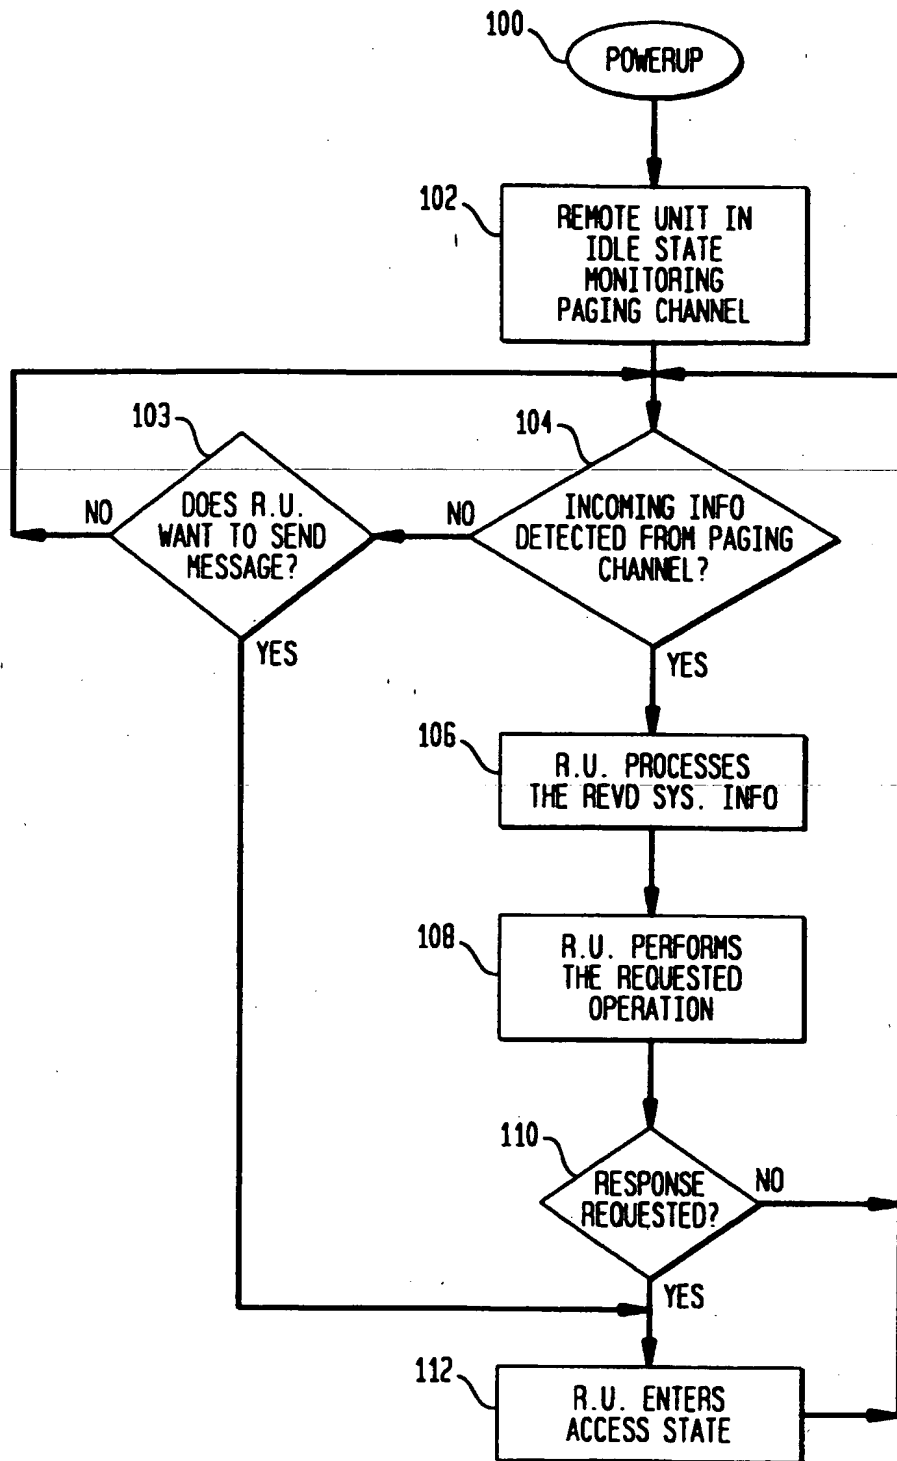 100
POWERUP
102
REMOTE UNIT IN
IDLE STATE
MONITORING
PAGING CHANNEL
103
DOES R.U.
WANT TO SEND
MESSAGE?
NO
YES
104
INCOMING INFO
DETECTED FROM PAGING
CHANNEL?
NO
YES
106
R.U. PROCESSES
THE REVD SYS. INFO
108
R.U. PERFORMS
THE REQUESTED
OPERATION
110
RESPONSE
REQUESTED?
NO
YES
112
R.U. ENTERS
ACCESS STATE